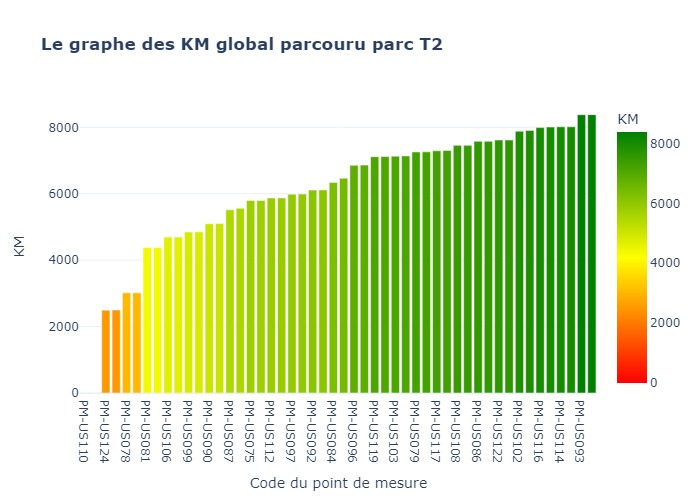 Le graphe des KM global parcouru parc T2
KM
8000
6000
4000
2000
0
KM
8000
6000
4000
2000
0
PM-US110
PM-US124
PM-US078
PM-US081
PM-US106
PM-US099
PM-US090
PM-US087
PM-US075
PM-US112
PM-US097
PM-US092
PM-US084
PM-US096
PM-US119
PM-US103
PM-US079
PM-US117
PM-US108
PM-US086
PM-US122
PM-US102
PM-US116
PM-US114
PM-US093
Code du point de mesure